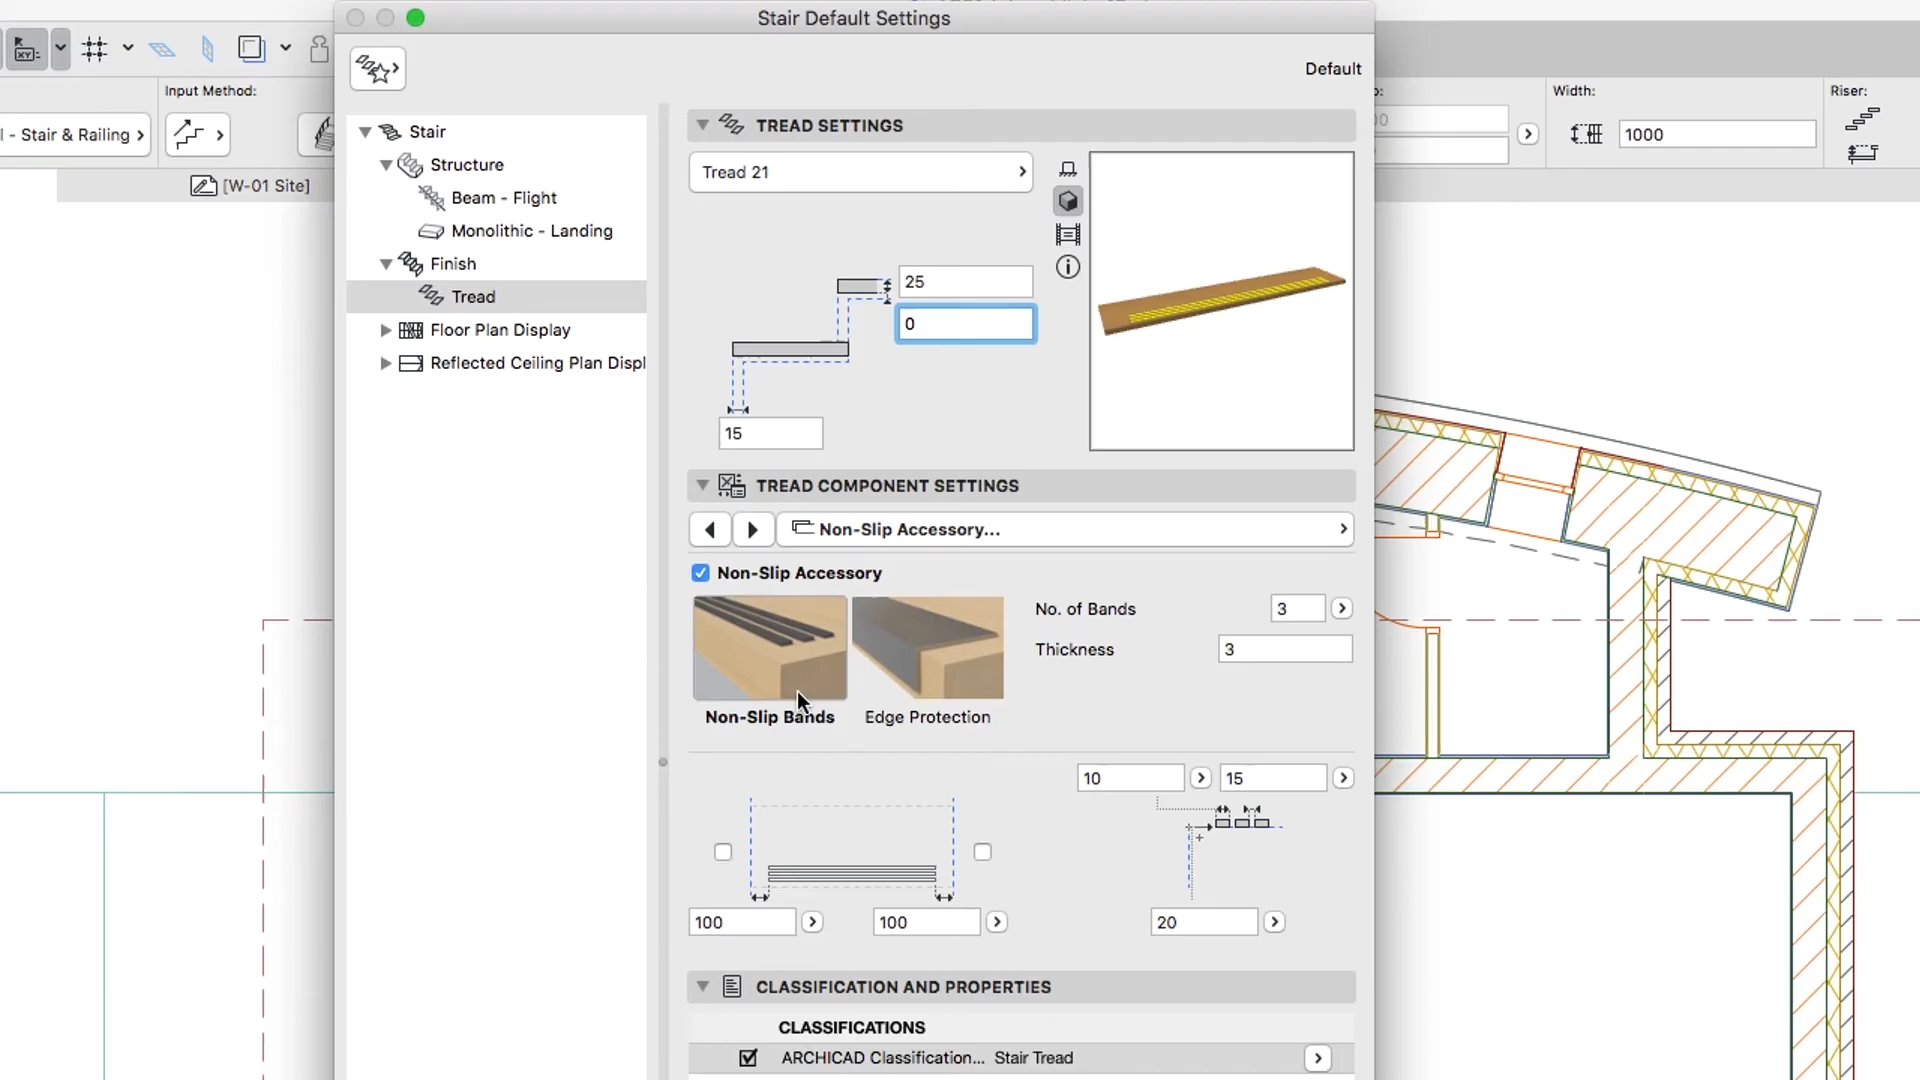 Stair Default Settings
XY:
Default
Input Method:
Width:
Riser:
l - Stair & Railing
1000
[W-01 Site]
Stair
Structure
Beam - Flight
Monolithic - Landing
Finish
Tread
Floor Plan Display
Reflected Ceiling Plan Displ
TREAD SETTINGS
Tread 21
25
0
15
TREAD COMPONENT SETTINGS
Non-Slip Accessory...
Non-Slip Accessory
No. of Bands
3
Thickness
3
Non-Slip Bands
Edge Protection
10
15
100
100
20
CLASSIFICATION AND PROPERTIES
CLASSIFICATIONS
ARCHICAD Classification... Stair Tread